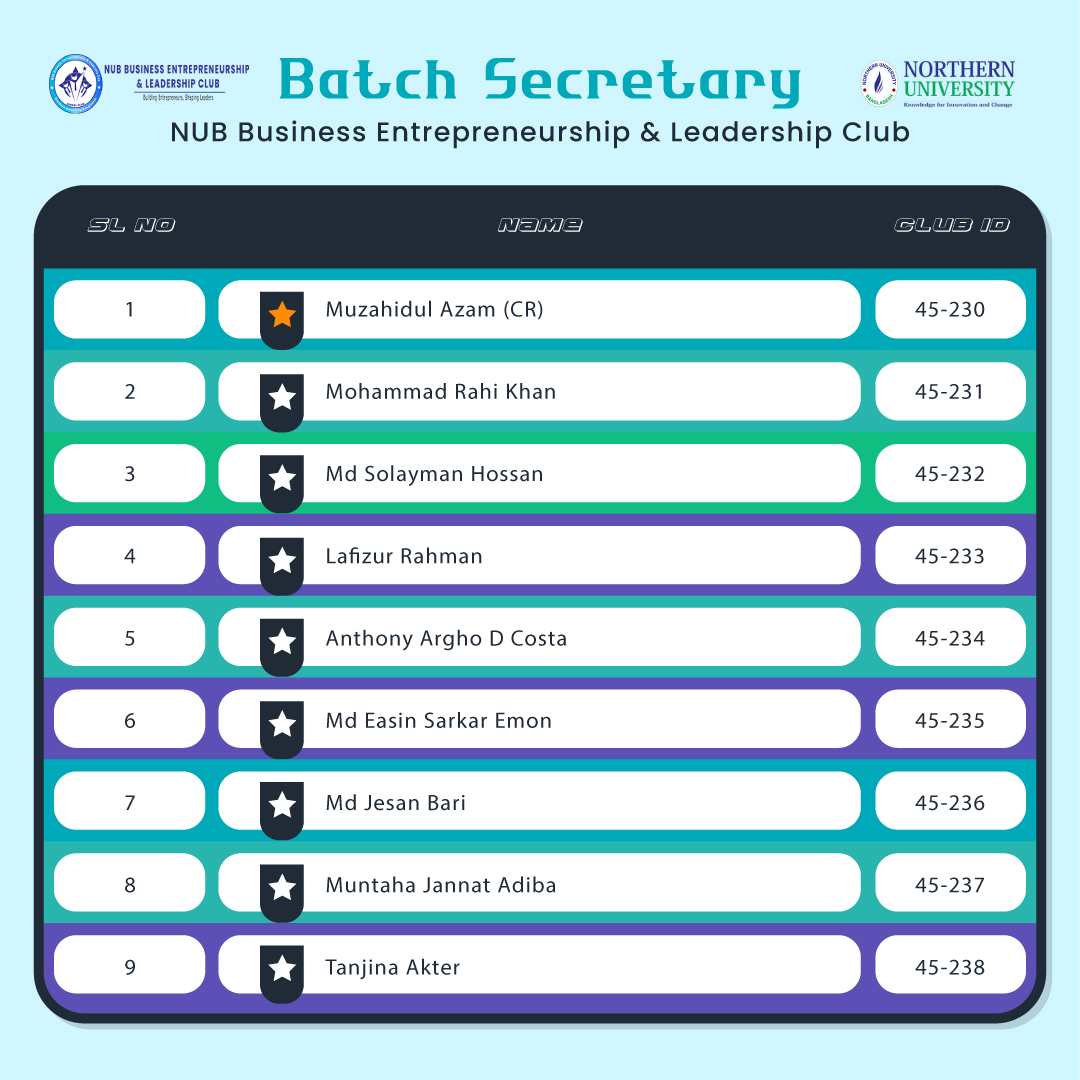 NUB BUSINESS ENTREPRENEURSHIP
& LEADERSHIP CLUB
Building Entrepreneurs, Shaping Leaders
Batch Secretary
NORTHERN UNIVERSITY
BANGLADESH
NORTHERN
UNIVERSITY
Knowledge for Innovation and Change
NUB Business Entrepreneurship & Leadership Club
SL NO NAME CLUB ID
1 Muzahidul Azam (CR) 45-230
2 Mohammad Rahi Khan 45-231
3 Md Solayman Hossan 45-232
4 Lafizur Rahman 45-233
5 Anthony Argho D Costa 45-234
6 Md Easin Sarkar Emon 45-235
7 Md Jesan Bari 45-236
8 Muntaha Jannat Adiba 45-237
9 Tanjina Akter 45-238